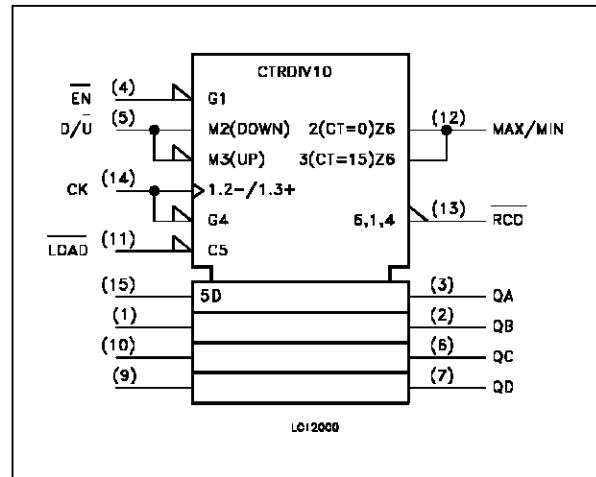 CTRDIV10
EN (4) G1
D/U (5) M2(DOWN) 2(CT=0)Z6 (12) MAX/MIN
M3(UP) 3(CT=15)Z6
CK (14) 1.2-/1.3+
G4 6,1,4 (13) RCO
LOAD (11) C5
(15) 5D (3) QA
(1) (2) QB
(10) (6) QC
(9) (7) QD
LC12000